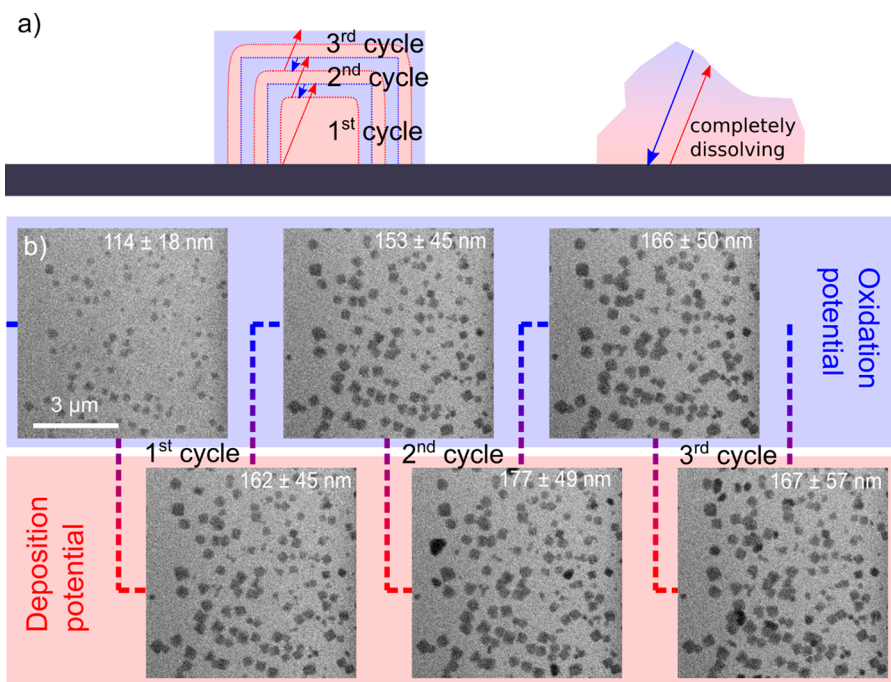 a)
3rd cycle
2nd cycle
1st cycle
completely
dissolving
b)
114 ± 18 nm
153 ± 45 nm
166 ± 50 nm
3 µm
Oxidation
potential
1st cycle
2nd cycle
3rd cycle
Deposition
potential
162 ± 45 nm
177 ± 49 nm
167 ± 57 nm